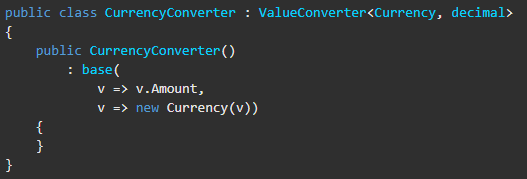 public class CurrencyConverter : ValueConverter<Currency, decimal>
{
    public CurrencyConverter()
        : base(
            v => v.Amount,
            v => new Currency(v))
    {
    }
}